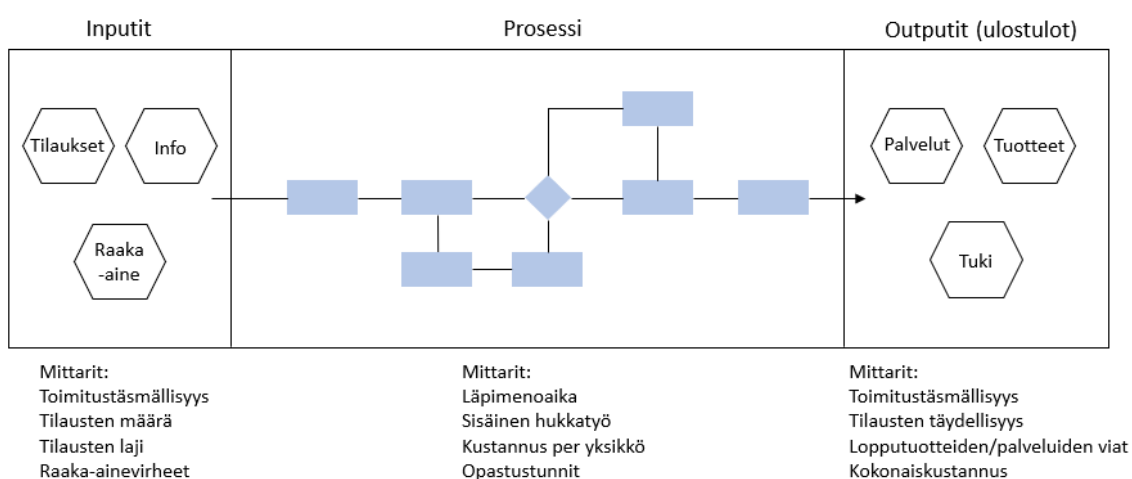 Inputit
Prosessi
Outputit (ulostulot)
Tilaukset
Info
Raaka
-aine
Palvelut
Tuotteet
Tuki
Mittarit:
Toimitustäsmällisyys
Tilausten määrä
Tilausten laji
Raaka-ainevirheet
Mittarit:
Läpimenoaika
Sisäinen hukkatyö
Kustannus per yksikkö
Opastustunnit
Mittarit:
Toimitustäsmällisyys
Tilausten täydellisyys
Lopputuotteiden/palveluiden viat
Kokonaiskustannus